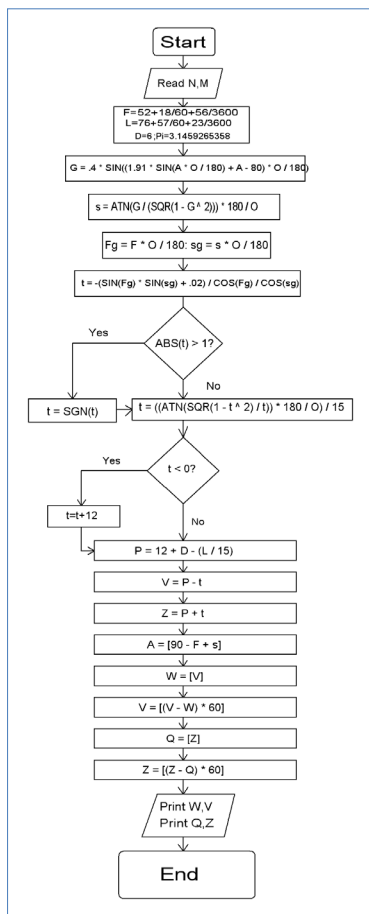 Start
Read N,M
F=52+18/60+56/3600
L=76+57/60+23/3600
D=6 ;Pi=3.1459265358
G = .4 * SIN((1.91 * SIN(A * O / 180) + A - 80) * O / 180)
s = ATN(G / (SQR(1 - G ^ 2))) * 180 / O
Fg = F * O / 180: sg = s * O / 180
t = -(SIN(Fg) * SIN(sg) + .02) / COS(Fg) / COS(sg)
Yes
ABS(t) > 1?
No
t = SGN(t)
t = ((ATN(SQR(1 - t ^ 2) / t)) * 180 / O) / 15
Yes
t < 0?
t=t+12
No
P = 12 + D - (L / 15)
V = P - t
Z = P + t
A = [90 - F + s]
W = [V]
V = [(V - W) * 60]
Q = [Z]
Z = [(Z - Q) * 60]
Print W,V
Print Q,Z
End